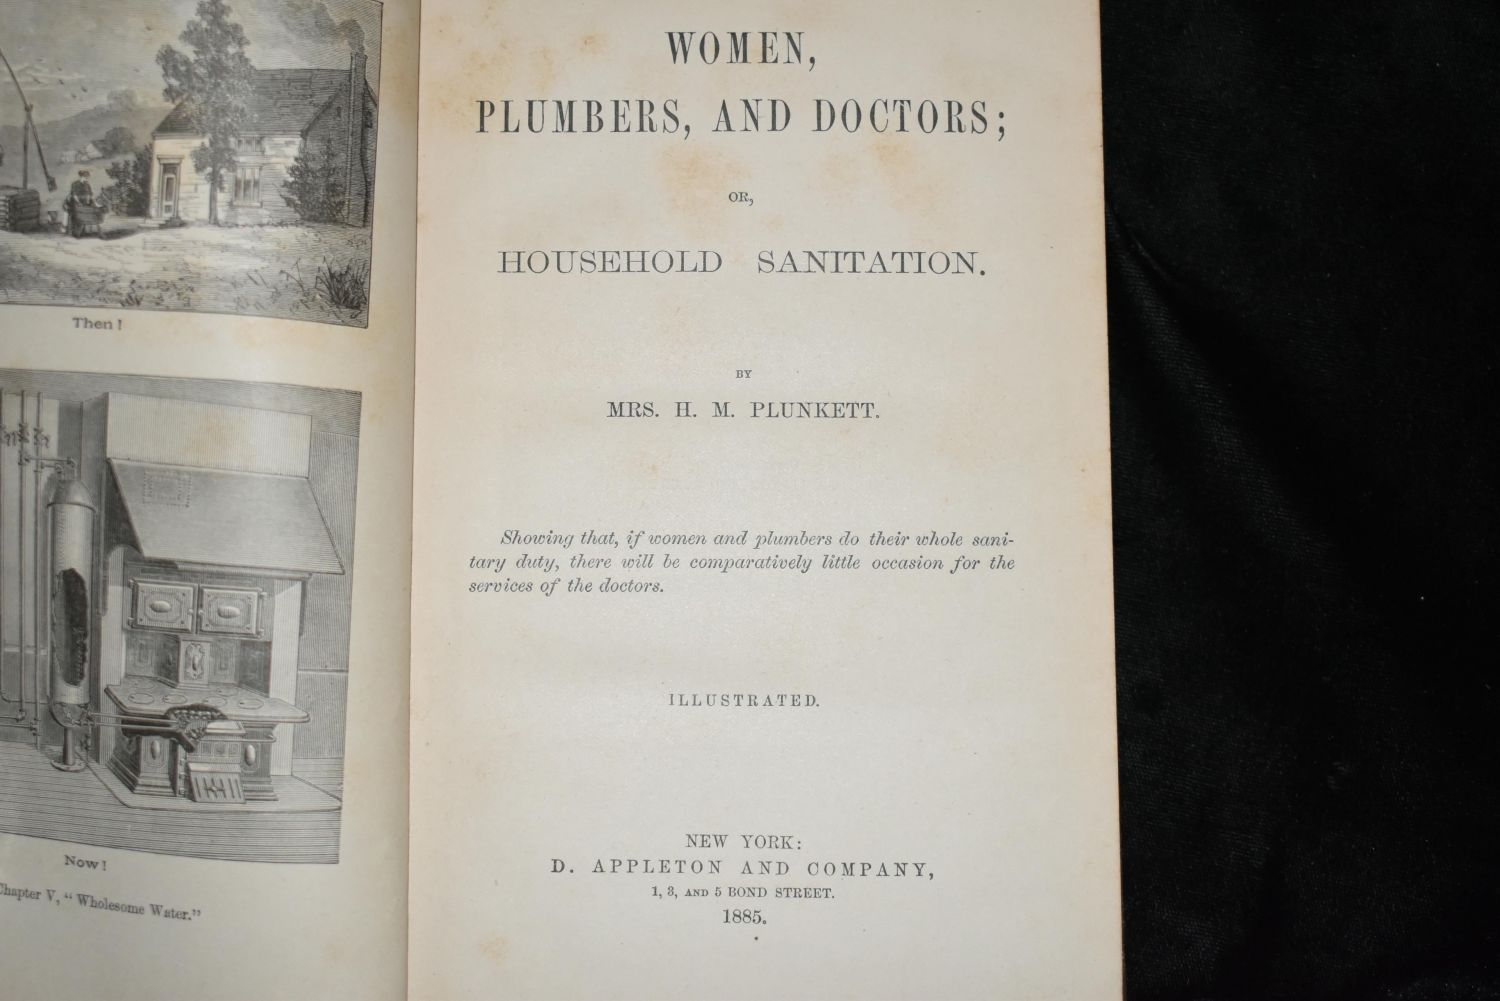 Then!
Now!
Chapter V, "Wholesome Water."
WOMEN,
PLUMBERS, AND DOCTORS;
OR,
HOUSEHOLD SANITATION.
BY
MRS. H. M. PLUNKETT.
Showing that, if women and plumbers do their whole sani-
tary duty, there will be comparatively little occasion for the
services of the doctors.
ILLUSTRATED.
NEW YORK:
D. APPLETON AND COMPANY,
1, 3, AND 5 BOND STREET.
1885.